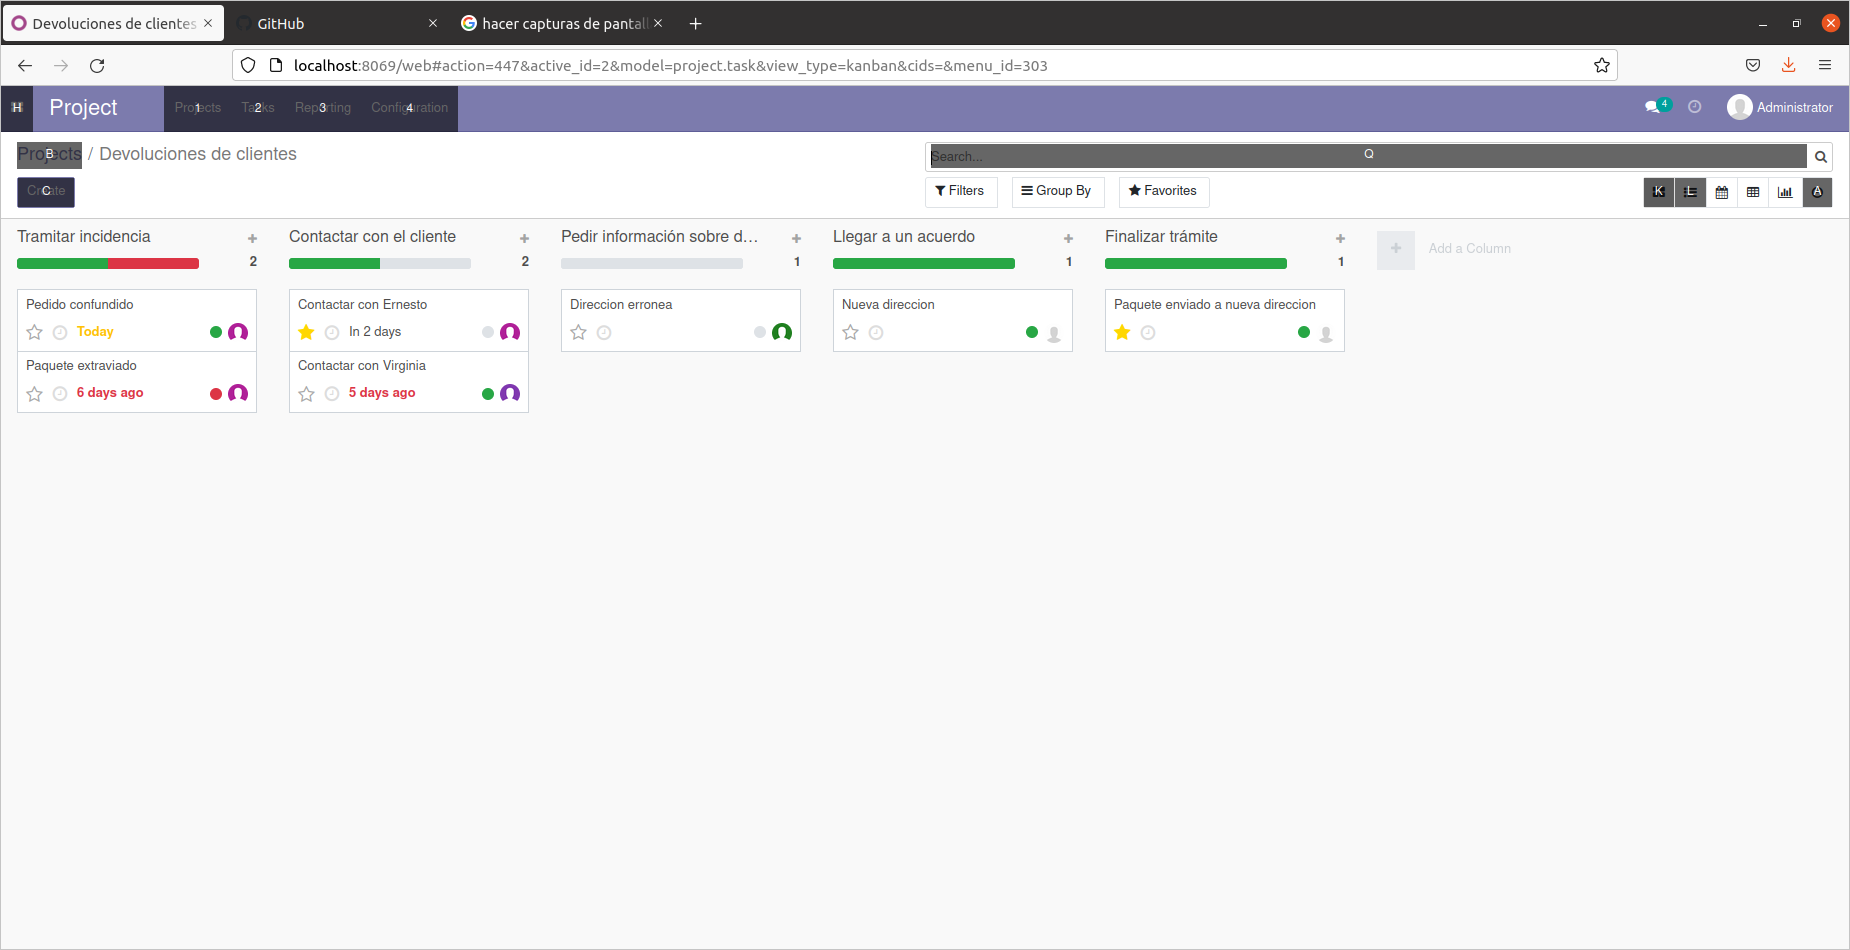 Devoluciones de clientes
GitHub
hacer capturas de pantall
localhost:8069/web#action=447&active_id=2&model=project.task&view_type=kanban&cids=&menu_id=303
H
Project
Projects 1
Tasks 2
Reporting 3
Configuration 4
4
Administrator
Projects B / Devoluciones de clientes
Search... Q
Create C
Filters
Group By
Favorites
K L A
Tramitar incidencia
2
Pedido confundido
Today
Paquete extraviado
6 days ago
Contactar con el cliente
2
Contactar con Ernesto
In 2 days
Contactar con Virginia
5 days ago
Pedir información sobre d...
1
Direccion erronea
Llegar a un acuerdo
1
Nueva direccion
Finalizar trámite
1
Paquete enviado a nueva direccion
Add a Column